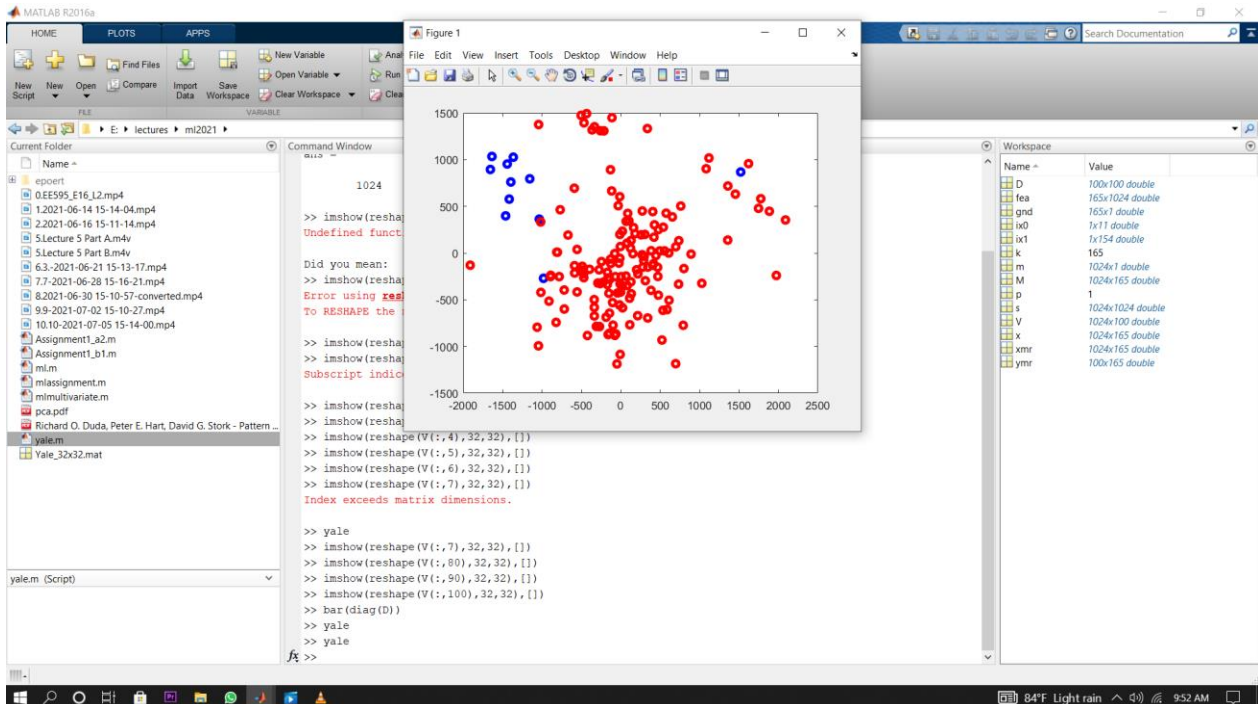 MATLAB R2016a
HOME PLOTS APPS
Search Documentation
New Script
New
Open
Find Files
Compare
Import Data
Save Workspace
New Variable
Open Variable
Clear Workspace
Anal
Run
Clea
FILE
VARIABLE
E: lectures ml2021
Current Folder
Name
epoert
0.EE595_E16_L2.mp4
1.2021-06-14 15-14-04.mp4
2.2021-06-16 15-11-14.mp4
5.Lecture 5 Part A.m4v
5.Lecture 5 Part B.m4v
6.3.-2021-06-21 15-13-17.mp4
7.7-2021-06-28 15-16-21.mp4
8.2021-06-30 15-10-57-converted.mp4
9.9-2021-07-02 15-10-27.mp4
10.10-2021-07-05 15-14-00.mp4
Assignment1_a2.m
Assignment1_b1.m
ml.m
mlassignment.m
mlmultivariate.m
pca.pdf
Richard O. Duda, Peter E. Hart, David G. Stork - Pattern ...
yale.m
Yale_32x32.mat
yale.m (Script)
Command Window
ans =
1024
>> imshow(resha
Undefined functi
Did you mean:
>> imshow(resha
Error using resh
To RESHAPE the
>> imshow(resha
>> imshow(resha
Subscript indice
>> imshow(resha
>> imshow(resha
>> imshow(reshape(V(:,4),32,32),[])
>> imshow(reshape(V(:,5),32,32),[])
>> imshow(reshape(V(:,6),32,32),[])
>> imshow(reshape(V(:,7),32,32),[])
Index exceeds matrix dimensions.
>> yale
>> imshow(reshape(V(:,7),32,32),[])
>> imshow(reshape(V(:,80),32,32),[])
>> imshow(reshape(V(:,90),32,32),[])
>> imshow(reshape(V(:,100),32,32),[])
>> bar(diag(D))
>> yale
>> yale
fx >>
Figure 1
File Edit View Insert Tools Desktop Window Help
1500
1000
500
0
-500
-1000
-1500
-2000 -1500 -1000 -500 0 500 1000 1500 2000 2500
Workspace
Name Value
D 100x100 double
fea 165x1024 double
gnd 165x1 double
ix0 1x11 double
ix1 1x154 double
k 165
m 1024x1 double
M 1024x165 double
p 1
s 1024x1024 double
V 1024x100 double
x 1024x165 double
xmr 1024x165 double
ymr 100x165 double
84°F Light rain 9:52 AM